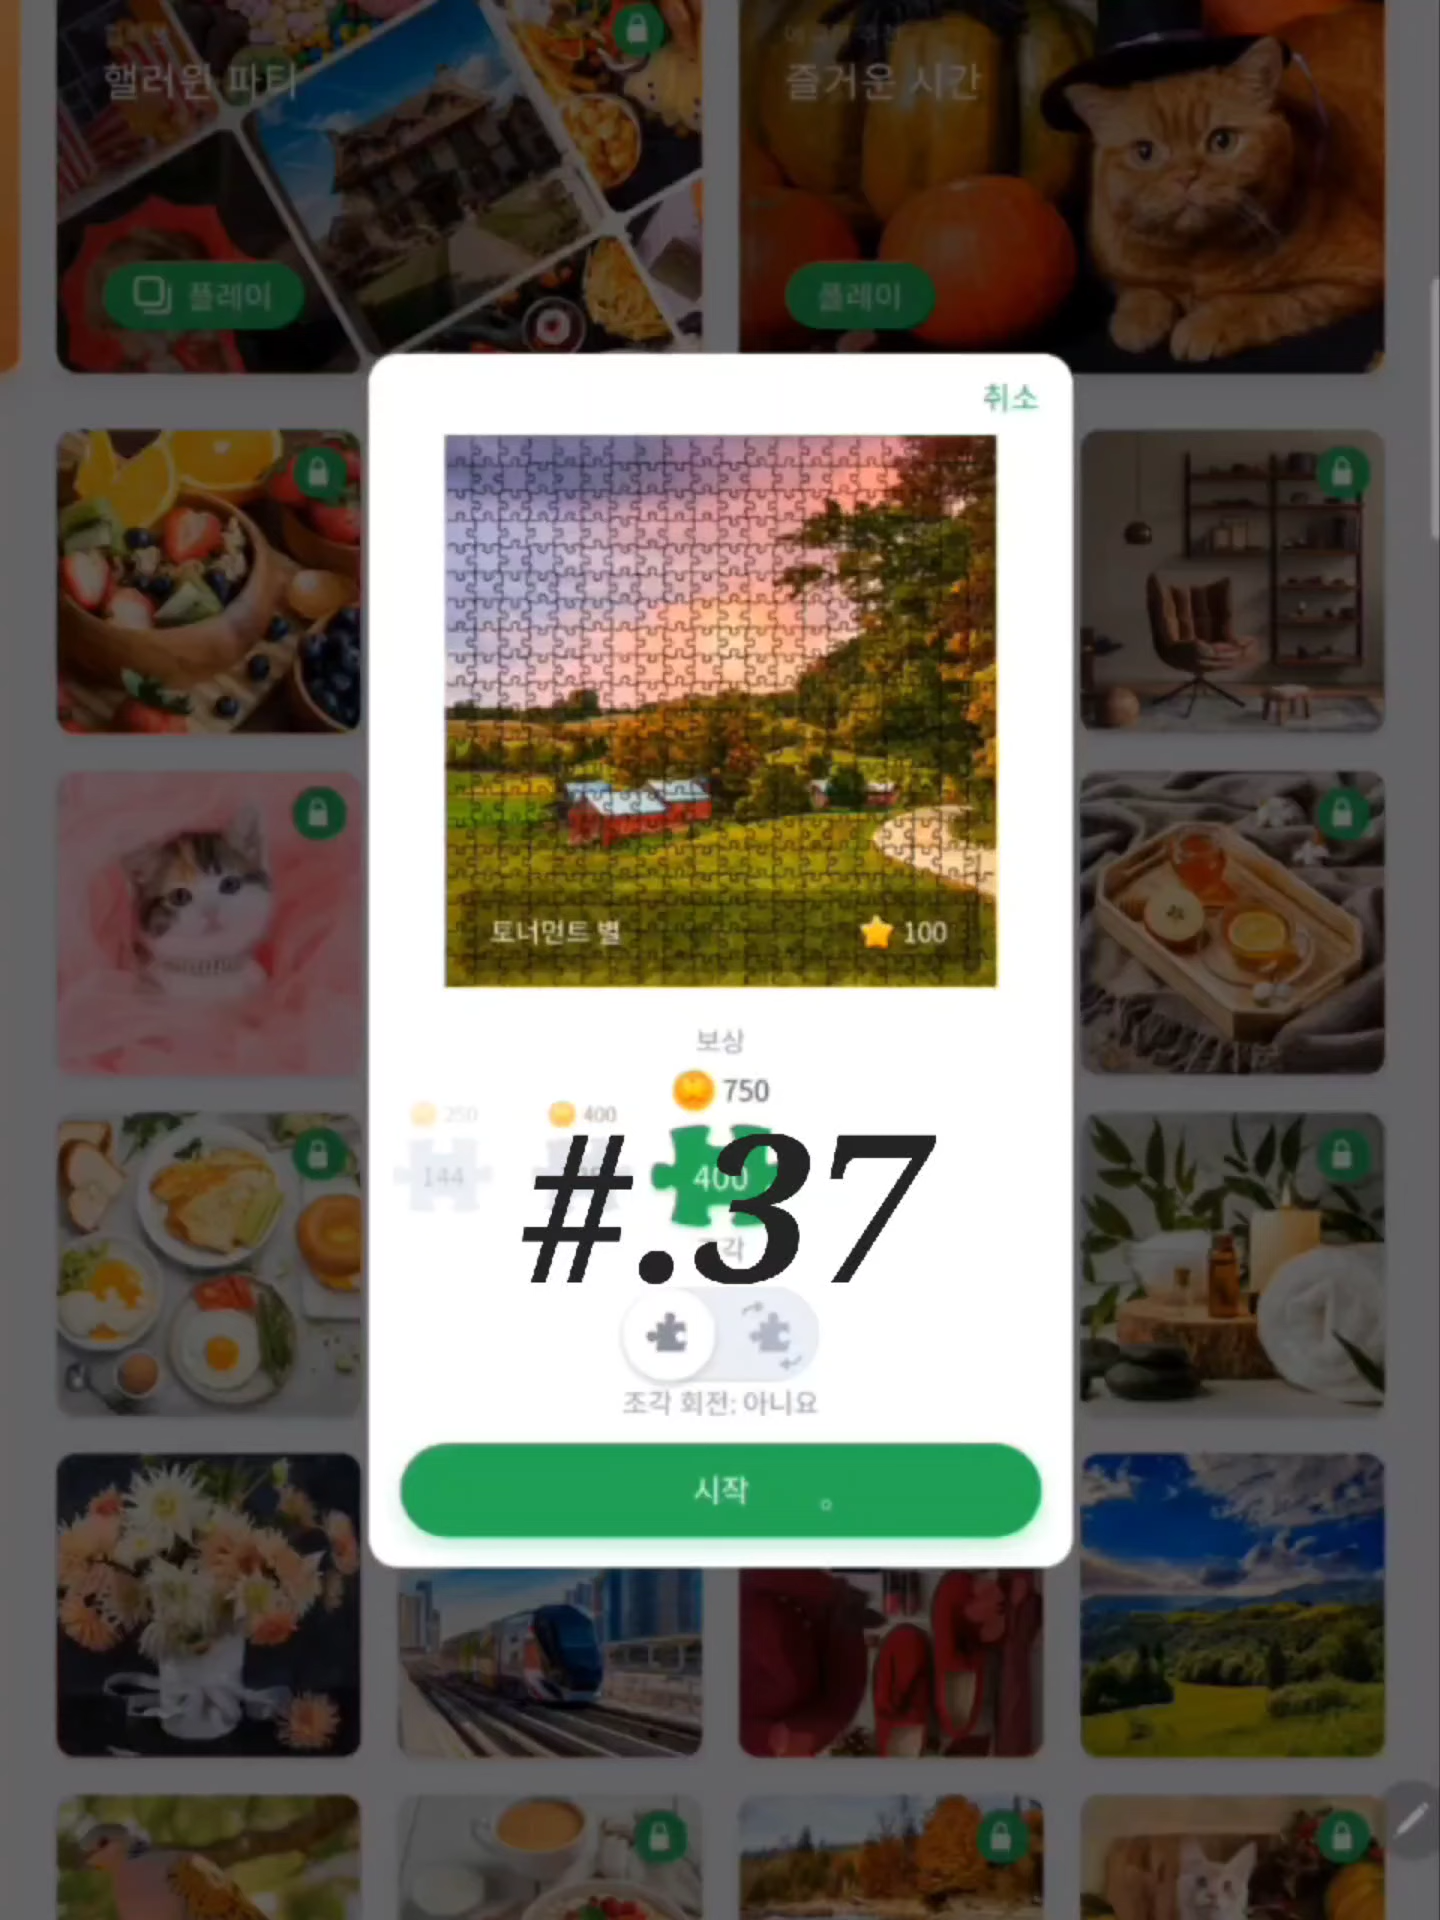 핼러윈 파티
즐거운 시간
플레이
플레이
취소
토너먼트 별
100
보상
750
250
400
144
400
#.37
조각 회전: 아니요
시작